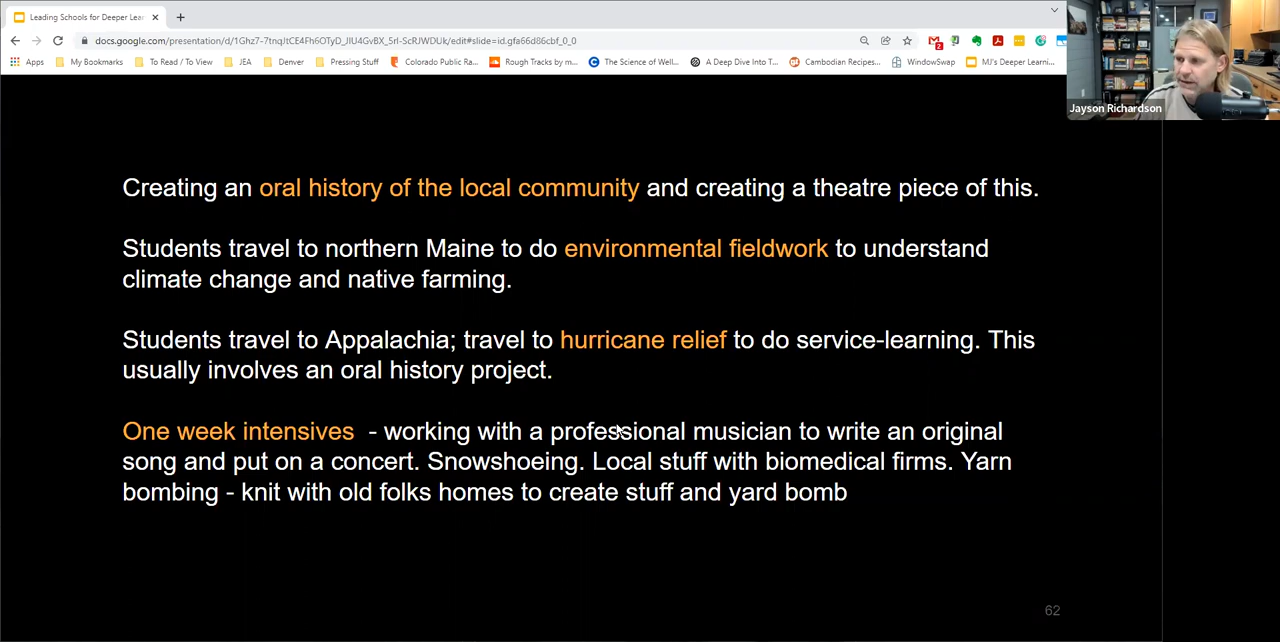 Leading Schools for Deeper Lea
docs.google.com/presentation/d/1Ghz7-7tnqJtCE4Fh6OTyD_JIU4GvBX_5rI-ScRJWDUk/edit#slide=id.gfa66d86cbf_0_0
2
Apps My Bookmarks To Read / To View JEA Denver Pressing Stuff Colorado Public Ra... Rough Tracks by m... The Science of Well... A Deep Dive Into T... Cambodian Recipes... WindowSwap MJ's Deeper Learni...
Jayson Richardson
Creating an oral history of the local community and creating a theatre piece of this.
Students travel to northern Maine to do environmental fieldwork to understand
climate change and native farming.
Students travel to Appalachia; travel to hurricane relief to do service-learning. This
usually involves an oral history project.
One week intensives - working with a professional musician to write an original
song and put on a concert. Snowshoeing. Local stuff with biomedical firms. Yarn
bombing - knit with old folks homes to create stuff and yard bomb
62